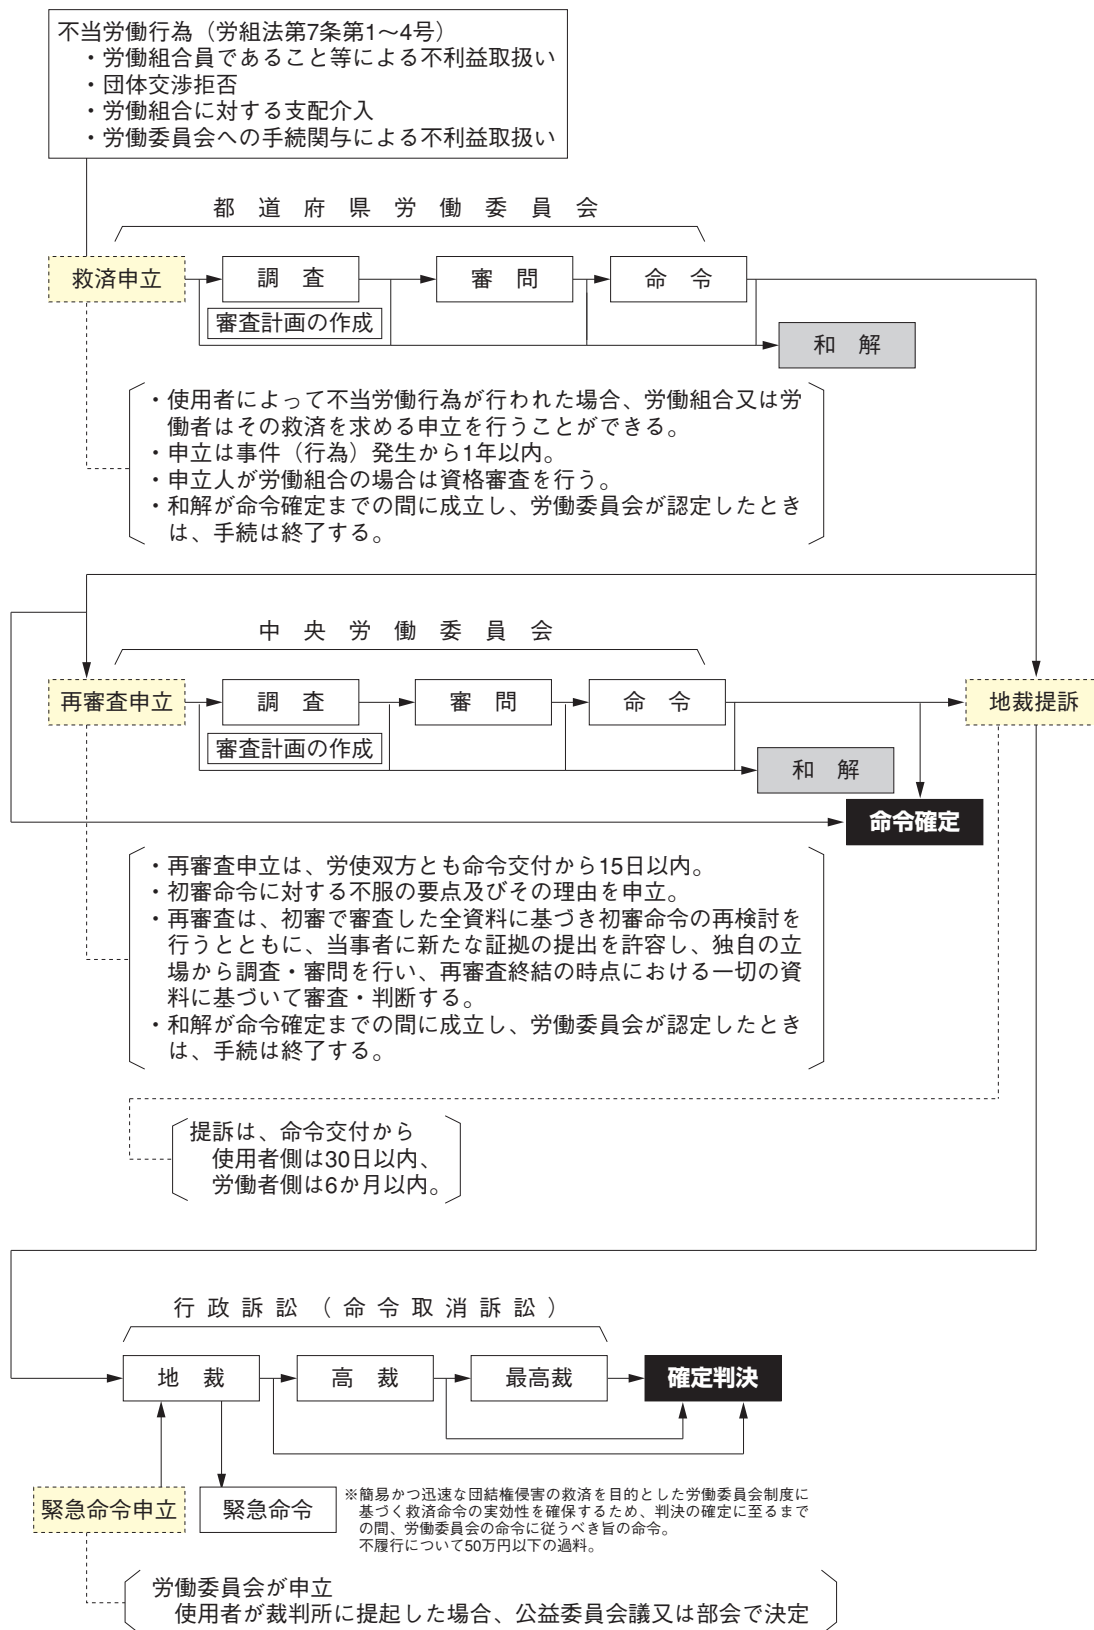 不当労働行為（労組法第7条第1～4号）
・労働組合員であること等による不利益取扱い
・団体交渉拒否
・労働組合に対する支配介入
・労働委員会への手続関与による不利益取扱い
都道府県労働委員会
救済申立
調査
審問
命令
審査計画の作成
和解
・使用者によって不当労働行為が行われた場合、労働組合又は労
働者はその救済を求める申立を行うことができる。
・申立は事件（行為）発生から1年以内。
・申立人が労働組合の場合は資格審査を行う。
・和解が命令確定までの間に成立し、労働委員会が認定したとき
は、手続は終了する。
中央労働委員会
再審査申立
調査
審問
命令
地裁提訴
審査計画の作成
和解
命令確定
・再審査申立は、労使双方とも命令交付から15日以内。
・初審命令に対する不服の要点及びその理由を申立。
・再審査は、初審で審査した全資料に基づき初審命令の再検討を
行うとともに、当事者に新たな証拠の提出を許容し、独自の立
場から調査・審問を行い、再審査終結の時点における一切の資
料に基づいて審査・判断する。
・和解が命令確定までの間に成立し、労働委員会が認定したとき
は、手続は終了する。
提訴は、命令交付から
使用者側は30日以内、
労働者側は6か月以内。
行政訴訟（命令取消訴訟）
地裁
高裁
最高裁
確定判決
緊急命令申立
緊急命令
※簡易かつ迅速な団結権侵害の救済を目的とした労働委員会制度に
基づく救済命令の実効性を確保するため、判決の確定に至るまで
の間、労働委員会の命令に従うべき旨の命令。
不履行について50万円以下の過料。
労働委員会が申立
使用者が裁判所に提起した場合、公益委員会議又は部会で決定